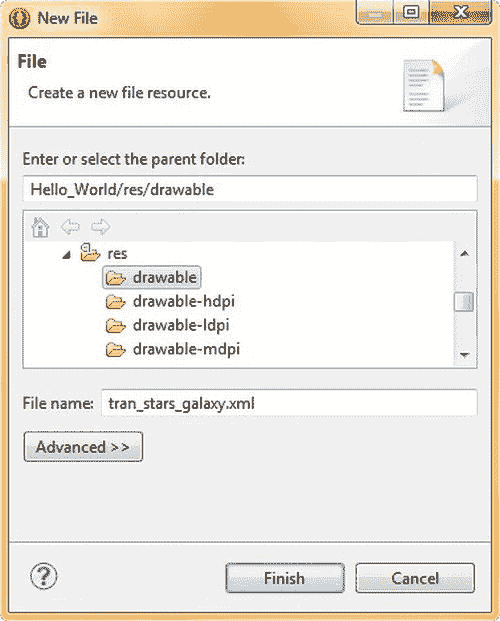 New File
File
Create a new file resource.
Enter or select the parent folder:
Hello_World/res/drawable
res
drawable
drawable-hdpi
drawable-ldpi
drawable-mdpi
File name: tran_stars_galaxy.xml
Advanced >>
? Finish Cancel